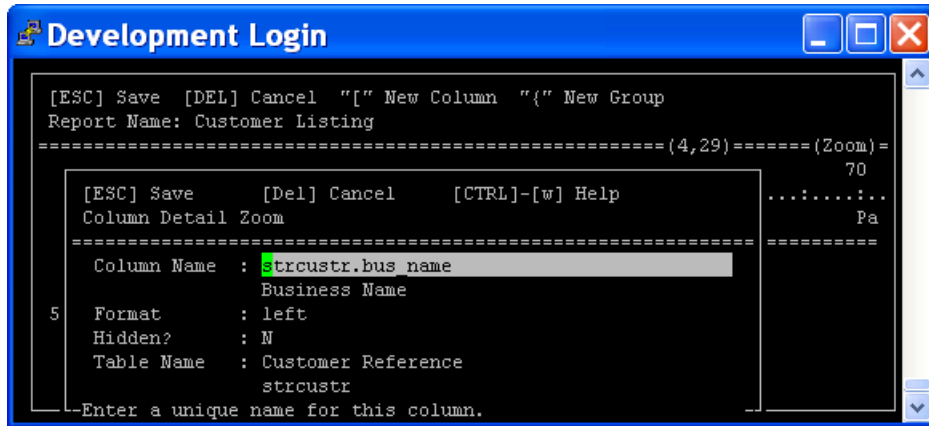 Development Login
[ESC] Save [DEL] Cancel "[" New Column "{" New Group
Report Name: Customer Listing
======================================================================(4,29)=======(Zoom)=
70
[ESC] Save [Del] Cancel [CTRL]-[w] Help ...:....:..
Column Detail Zoom Pa
========================================================================== ===========
Column Name : strcustr.bus_name
Business Name
5 Format : left
Hidden? : N
Table Name : Customer Reference
strcustr
Enter a unique name for this column.